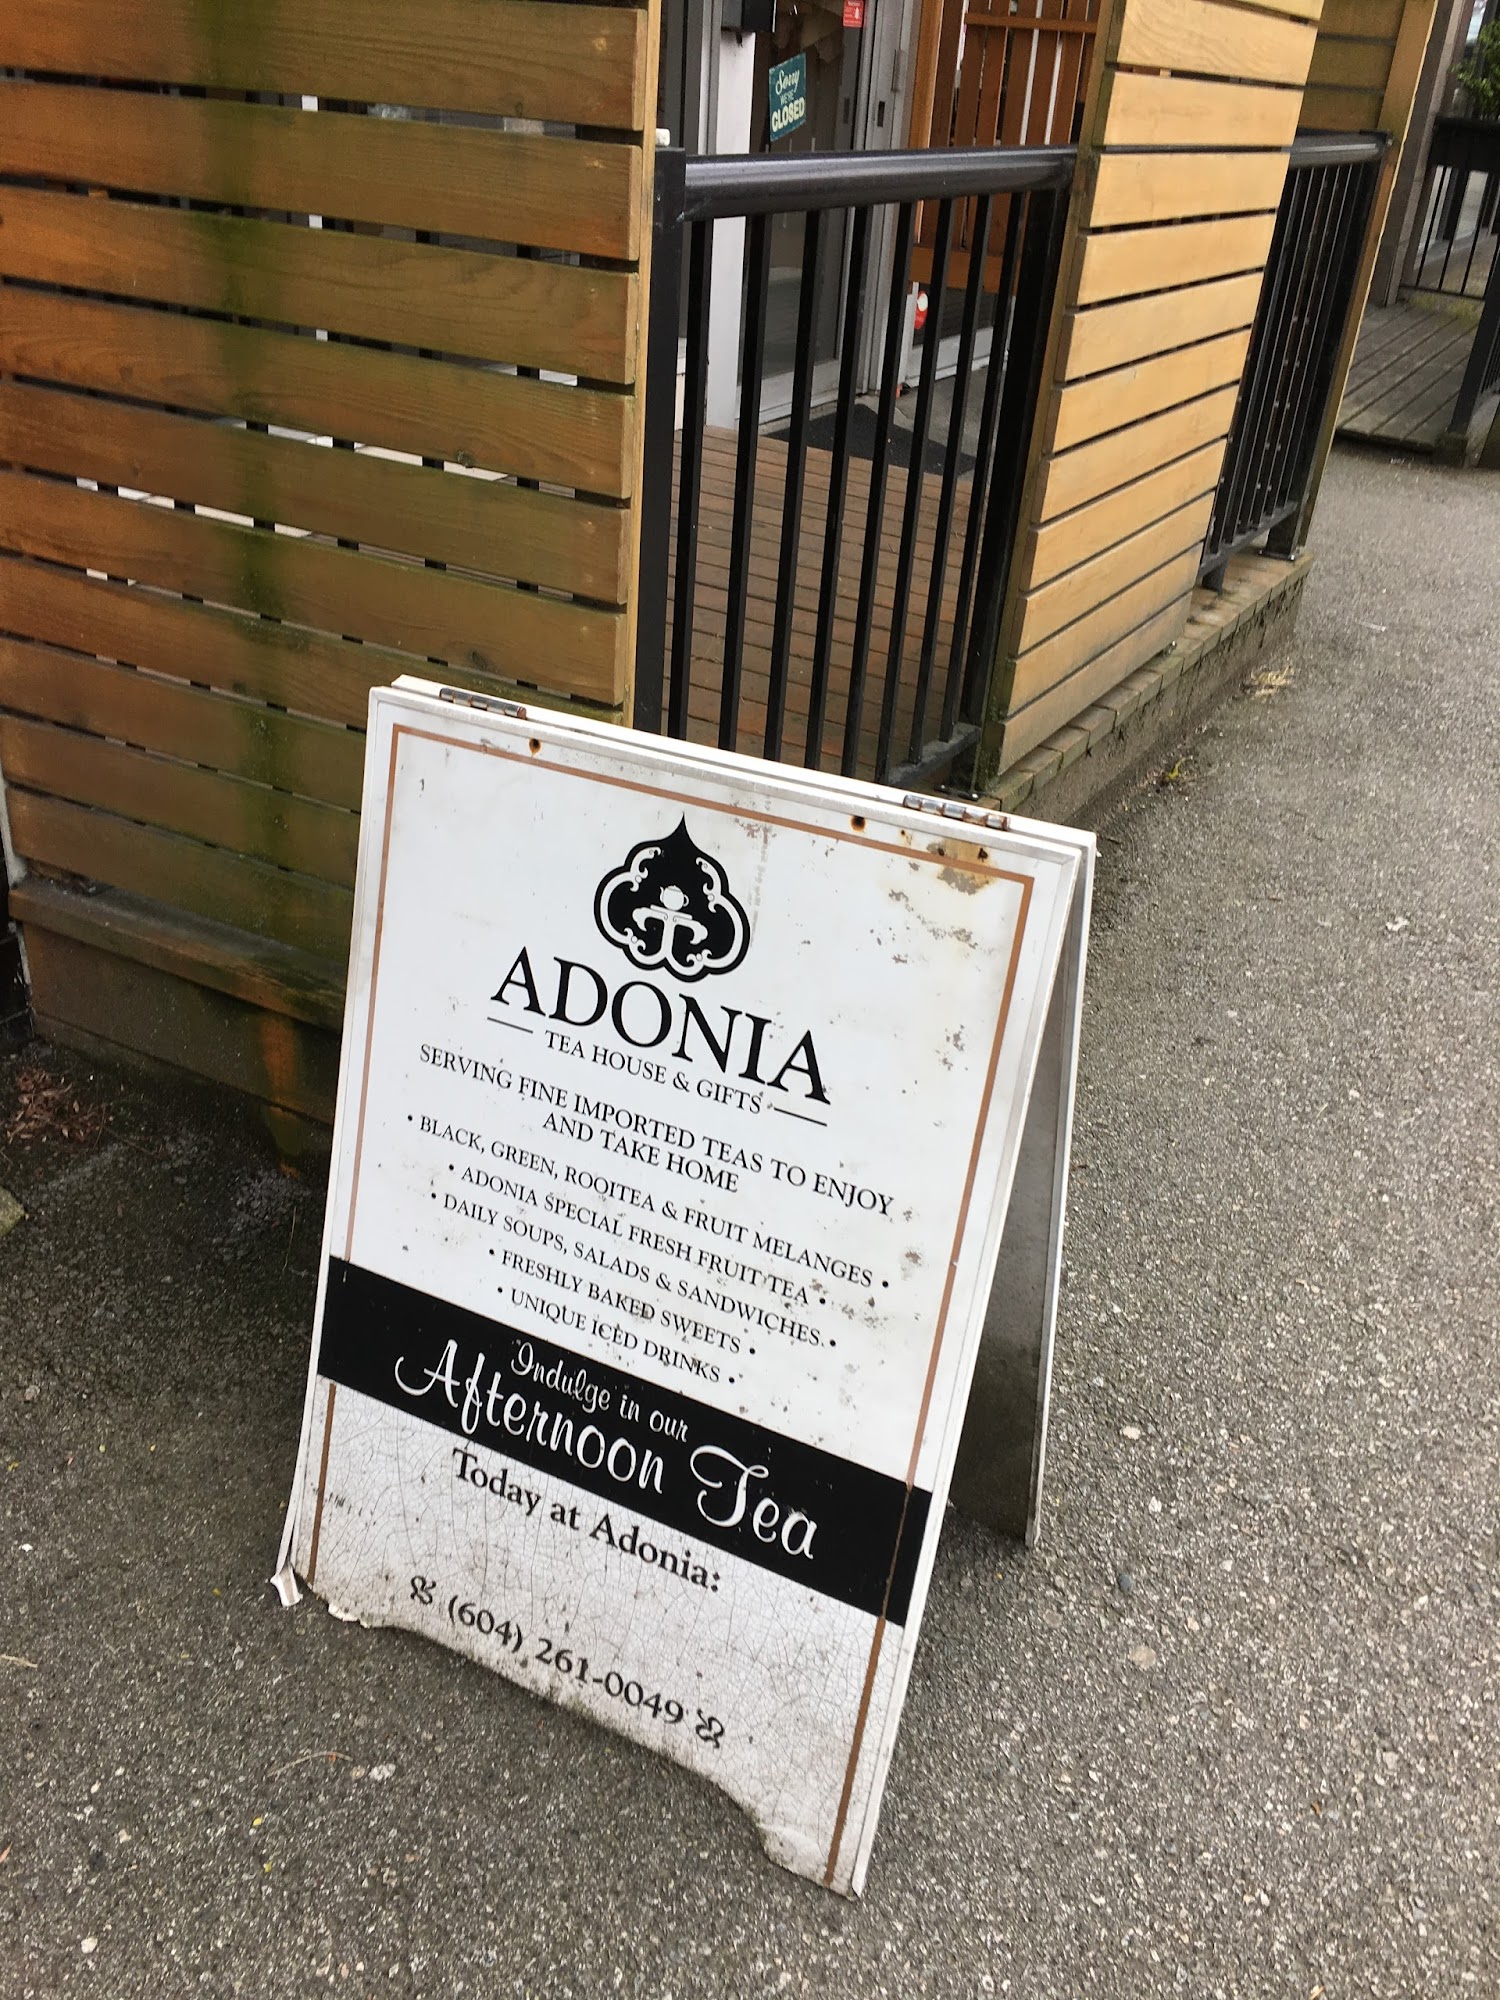 Sorry
WE'RE
CLOSED
ADONIA
TEA HOUSE & GIFTS
SERVING FINE IMPORTED TEAS TO ENJOY
AND TAKE HOME
• BLACK, GREEN, ROOITEA & FRUIT MELANGES •
• ADONIA SPECIAL FRESH FRUIT TEA •
• DAILY SOUPS, SALADS & SANDWICHES •
• FRESHLY BAKED SWEETS •
• UNIQUE ICED DRINKS •
Indulge in our
Afternoon Tea
Today at Adonia:
(604) 261-0049